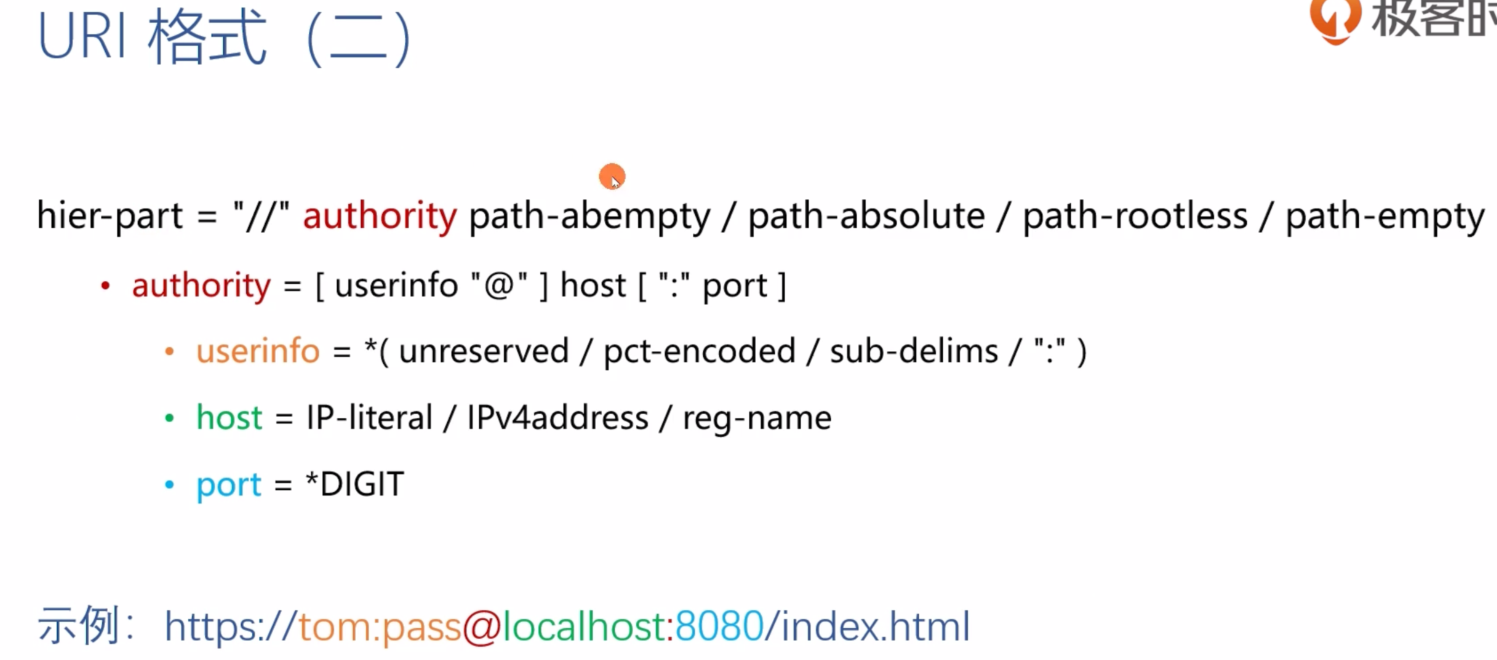 URI 格式（二）
极客时
hier-part = "//" authority path-abempty / path-absolute / path-rootless / path-empty
• authority = [ userinfo "@" ] host [ ":" port ]
• userinfo = *( unreserved / pct-encoded / sub-delims / ":" )
• host = IP-literal / IPv4address / reg-name
• port = *DIGIT
示例： https://tom:pass@localhost:8080/index.html